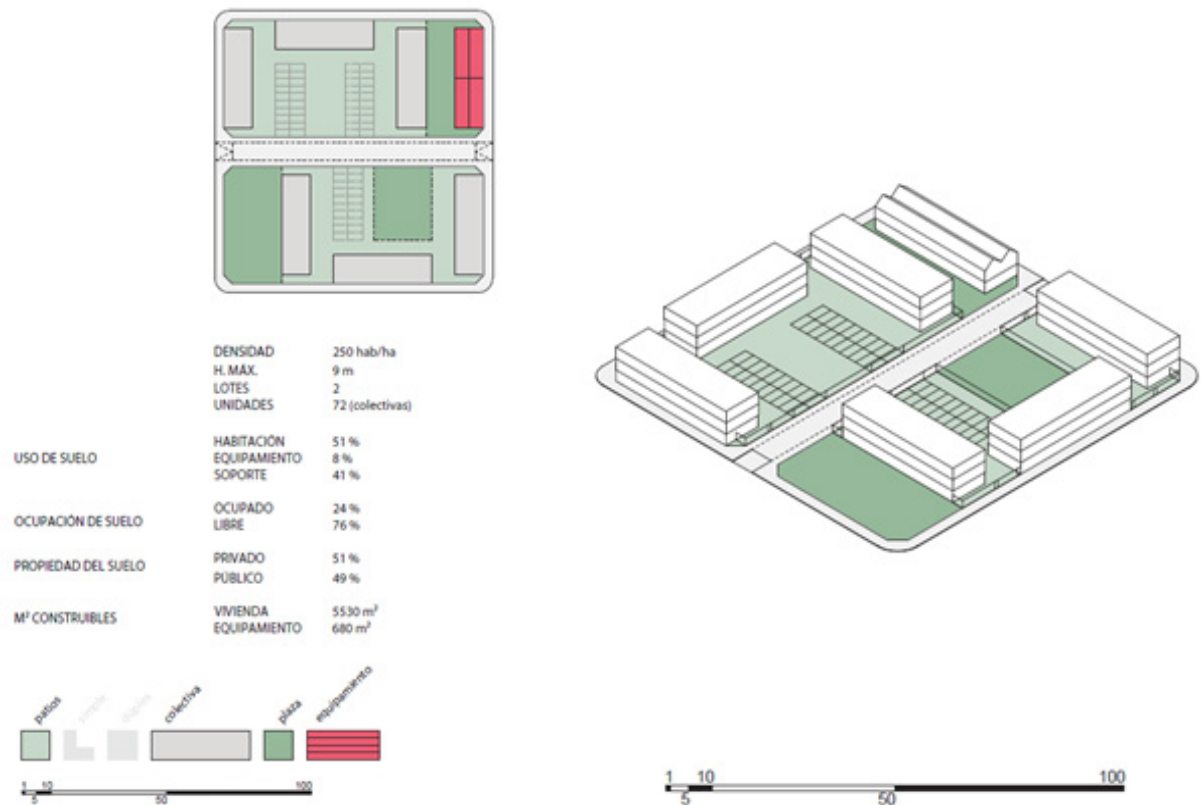 DENSIDAD 250 hab/ha
H. MÁX. 9 m
LOTES 2
UNIDADES 72 (colectivas)
HABITACIÓN 51 %
USO DE SUELO EQUIPAMIENTO 8 %
SOPORTE 41 %
OCUPADO 24 %
OCUPACIÓN DE SUELO LIBRE 76 %
PRIVADO 51 %
PROPIEDAD DEL SUELO
PÚBLICO 49 %
VIVIENDA 5530 m²
M² CONSTRUIBLES EQUIPAMIENTO 680 m²
patios simple duplex colectiva plaza equipamiento
1 10 100
5 50
1 10 100
5 50